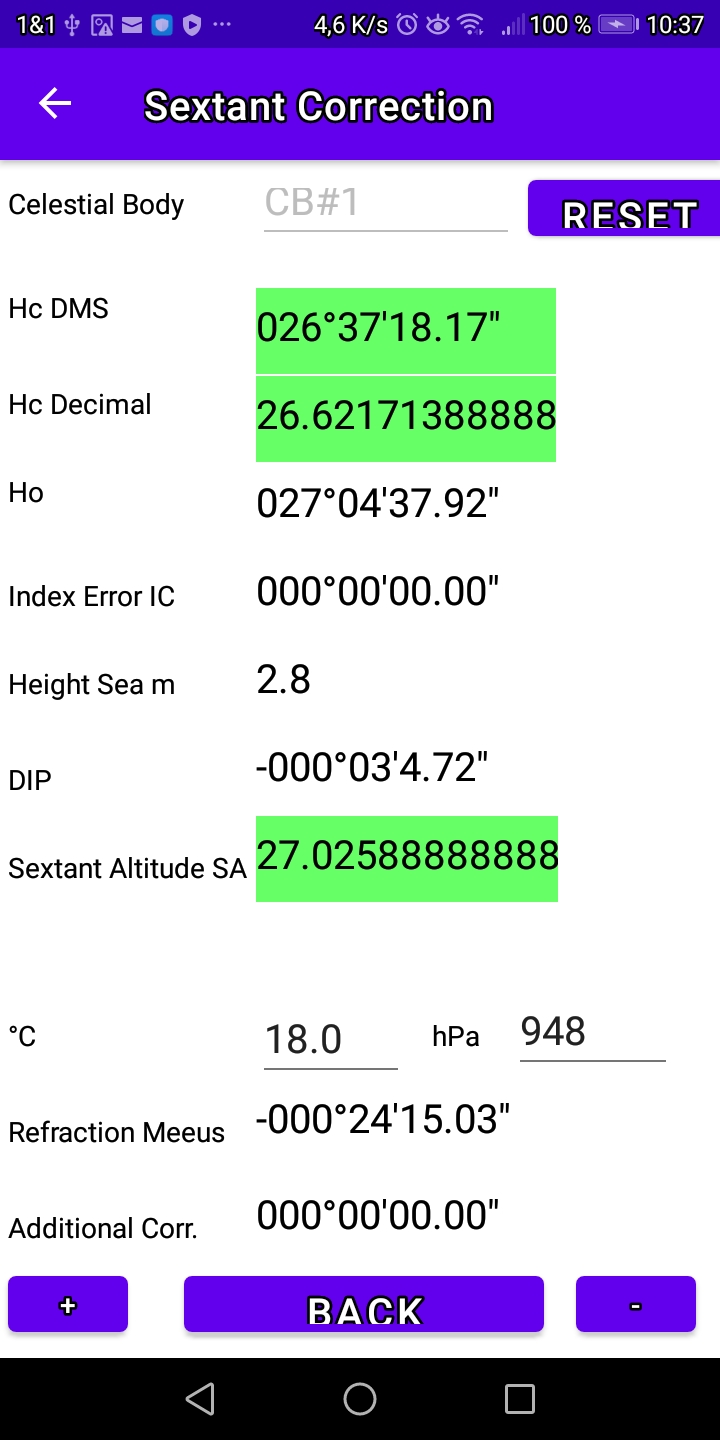 1&1 ... 4,6 K/s 100 % 10:37
Sextant Correction
Celestial Body CB#1 RESET
Hc DMS 026°37'18.17"
Hc Decimal 26.62171388888
Ho 027°04'37.92"
Index Error IC 000°00'00.00"
Height Sea m 2.8
DIP -000°03'4.72"
Sextant Altitude SA 27.02588888888
°C 18.0 hPa 948
Refraction Meeus -000°24'15.03"
Additional Corr. 000°00'00.00"
+ BACK -